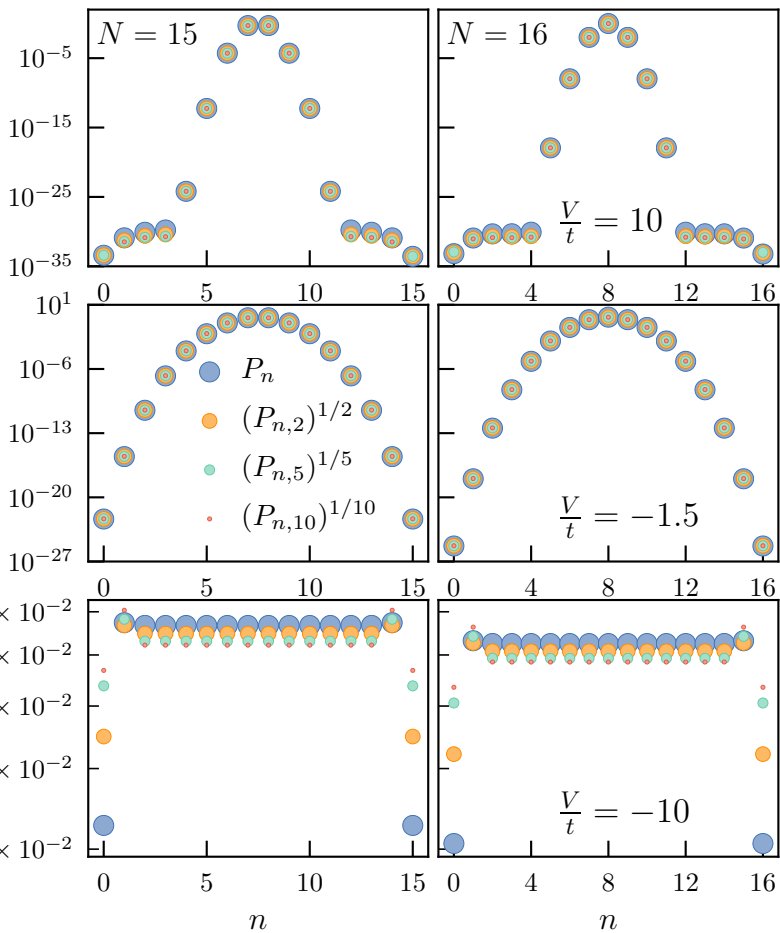 N = 15
N = 16
10^{-5}
10^{-15}
10^{-25}
10^{-35}
V/t = 10
0 5 10 15
0 4 8 12 16
10^{1}
10^{-6}
10^{-13}
10^{-20}
10^{-27}
P_n
(P_{n,2})^{1/2}
(P_{n,5})^{1/5}
(P_{n,10})^{1/10}
V/t = −1.5
0 5 10 15
0 4 8 12 16
× 10^{-2}
× 10^{-2}
× 10^{-2}
× 10^{-2}
× 10^{-2}
V/t = −10
0 5 10 15
0 4 8 12 16
n
n